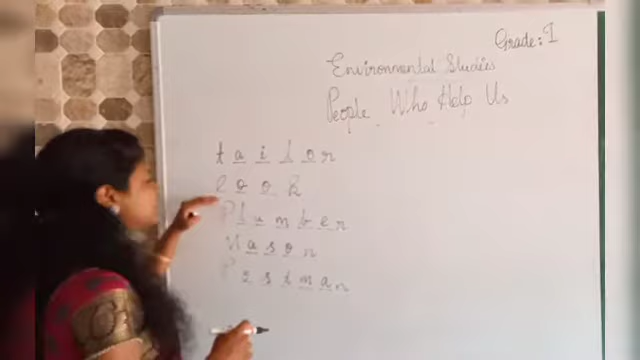 Grade: I
Environmental Studies
People Who Help Us
tailor
Cook
Plumber
Mason
Postman